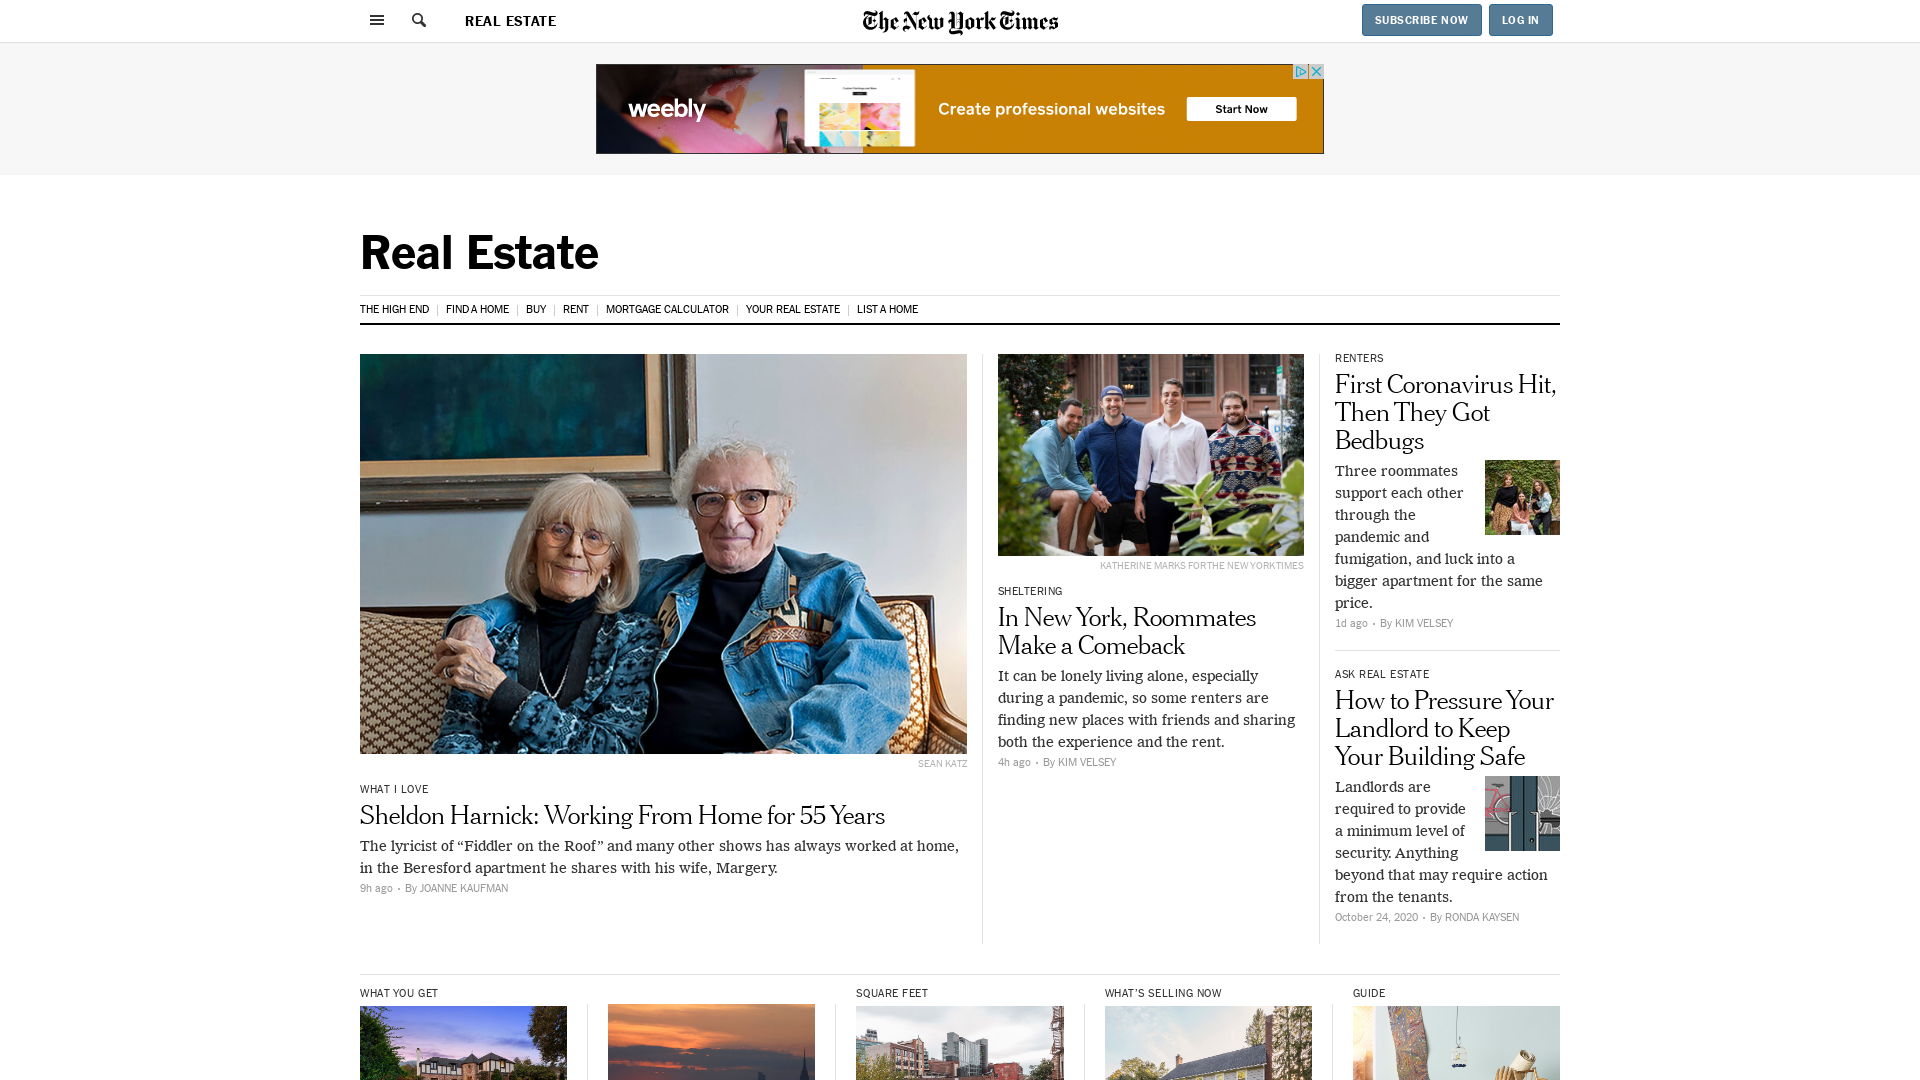 REAL ESTATE
The New York Times
SUBSCRIBE NOW
LOG IN
weebly
Create professional websites
Start Now
Real Estate
THE HIGH END
FIND A HOME
BUY
RENT
MORTGAGE CALCULATOR
YOUR REAL ESTATE
LIST A HOME
SEAN KATZ
WHAT I LOVE
Sheldon Harnick: Working From Home for 55 Years
The lyricist of “Fiddler on the Roof” and many other shows has always worked at home,
in the Beresford apartment he shares with his wife, Margery.
9h ago • By JOANNE KAUFMAN
KATHERINE MARKS FOR THE NEW YORK TIMES
SHELTERING
In New York, Roommates
Make a Comeback
It can be lonely living alone, especially
during a pandemic, so some renters are
finding new places with friends and sharing
both the experience and the rent.
4h ago • By KIM VELSEY
RENTERS
First Coronavirus Hit,
Then They Got
Bedbugs
Three roommates
support each other
through the
pandemic and
fumigation, and luck into a
bigger apartment for the same
price.
1d ago • By KIM VELSEY
ASK REAL ESTATE
How to Pressure Your
Landlord to Keep
Your Building Safe
Landlords are
required to provide
a minimum level of
security. Anything
beyond that may require action
from the tenants.
October 24, 2020 • By RONDA KAYSEN
WHAT YOU GET
SQUARE FEET
WHAT’S SELLING NOW
GUIDE